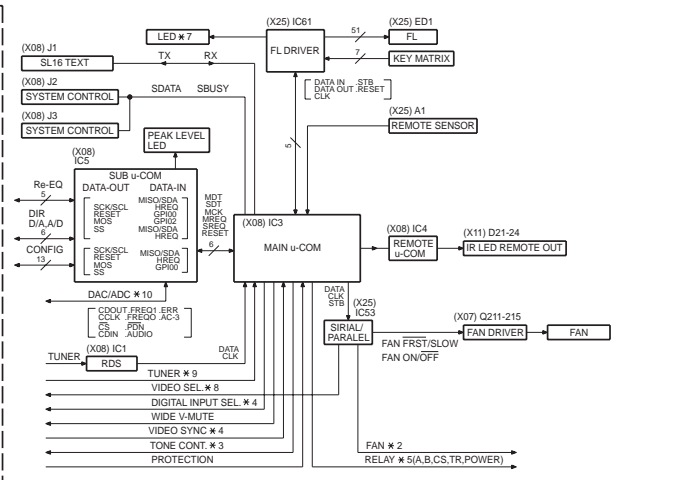 (X25) IC61
(X25) ED1
LED ✱ 7
FL DRIVER
51
FL
7
KEY MATRIX
(X08) J1
SL16 TEXT
TX RX
(X08) J2
SYSTEM CONTROL
SDATA SBUSY
DATA IN .STB
DATA OUT .RESET
CLK
(X08) J3
SYSTEM CONTROL
(X25) A1
REMOTE SENSOR
5
PEAK LEVEL
LED
(X08)
IC5
SUB u-COM
DATA-OUT DATA-IN
Re-EQ
5
DIR
D/A,A/D
6
CONFIG
13
SCK/SCL
RESET
MOS
SS
MISO/SDA
HREQ
GPI00
GPI02
MISO/SDA
HREQ
SCK/SCL
RESET
MOS
SS
MISO/SDA
HREQ
GPI00
MDT
SDT
MCK
MREQ
SREQ
RESET
6
(X08) IC3
MAIN u-COM
(X08) IC4
REMOTE
u-COM
(X11) D21-24
IR LED REMOTE OUT
DAC/ADC ✱ 10
CDOUT.FREQ1.ERR
CCLK .FREQO .AC-3
CS .PDN
CDIN .AUDIO
DATA
CLK
STB
(X25)
IC53
SIRIAL/
PARALEL
(X07) Q211-215
FAN DRIVER
FAN
FAN FRST/SLOW
FAN ON/OFF
TUNER
(X08) IC1
RDS
DATA
CLK
TUNER ✱ 9
VIDEO SEL. ✱ 8
DIGITAL INPUT SEL. ✱ 4
WIDE V-MUTE
VIDEO SYNC ✱ 4
TONE CONT. ✱ 3
PROTECTION
FAN ✱ 2
RELAY ✱ 5(A,B,CS,TR,POWER)